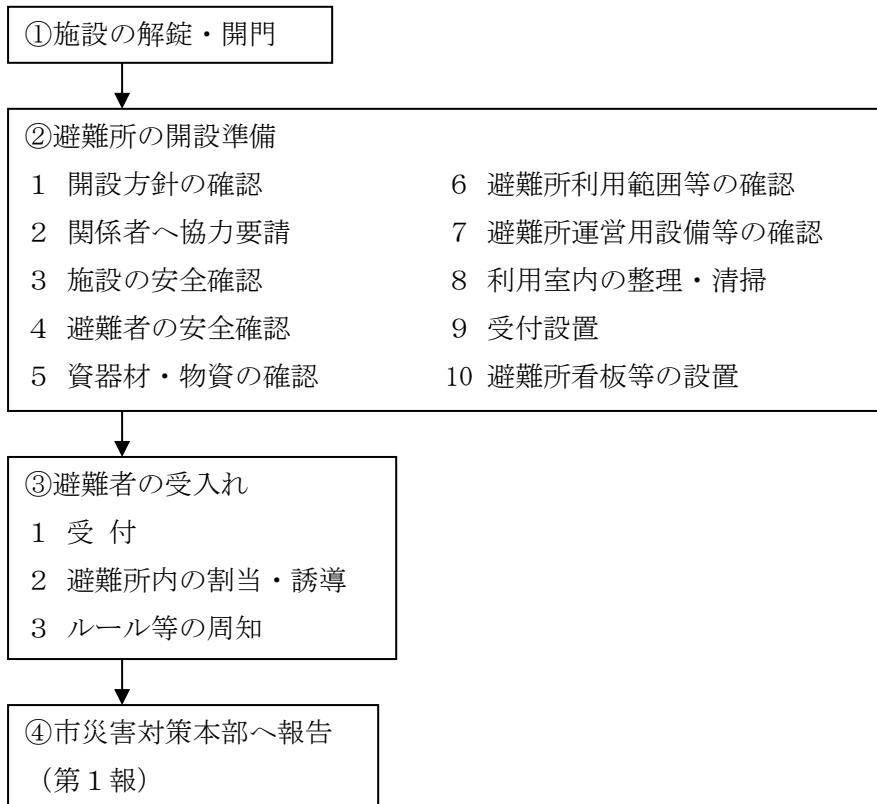 ①施設の解錠・開門
②避難所の開設準備
1 開設方針の確認
2 関係者へ協力要請
3 施設の安全確認
4 避難者の安全確認
5 資器材・物資の確認
6 避難所利用範囲等の確認
7 避難所運営用設備等の確認
8 利用室内の整理・清掃
9 受付設置
10 避難所看板等の設置
③避難者の受入れ
1 受 付
2 避難所内の割当・誘導
3 ルール等の周知
④市災害対策本部へ報告
(第1報)